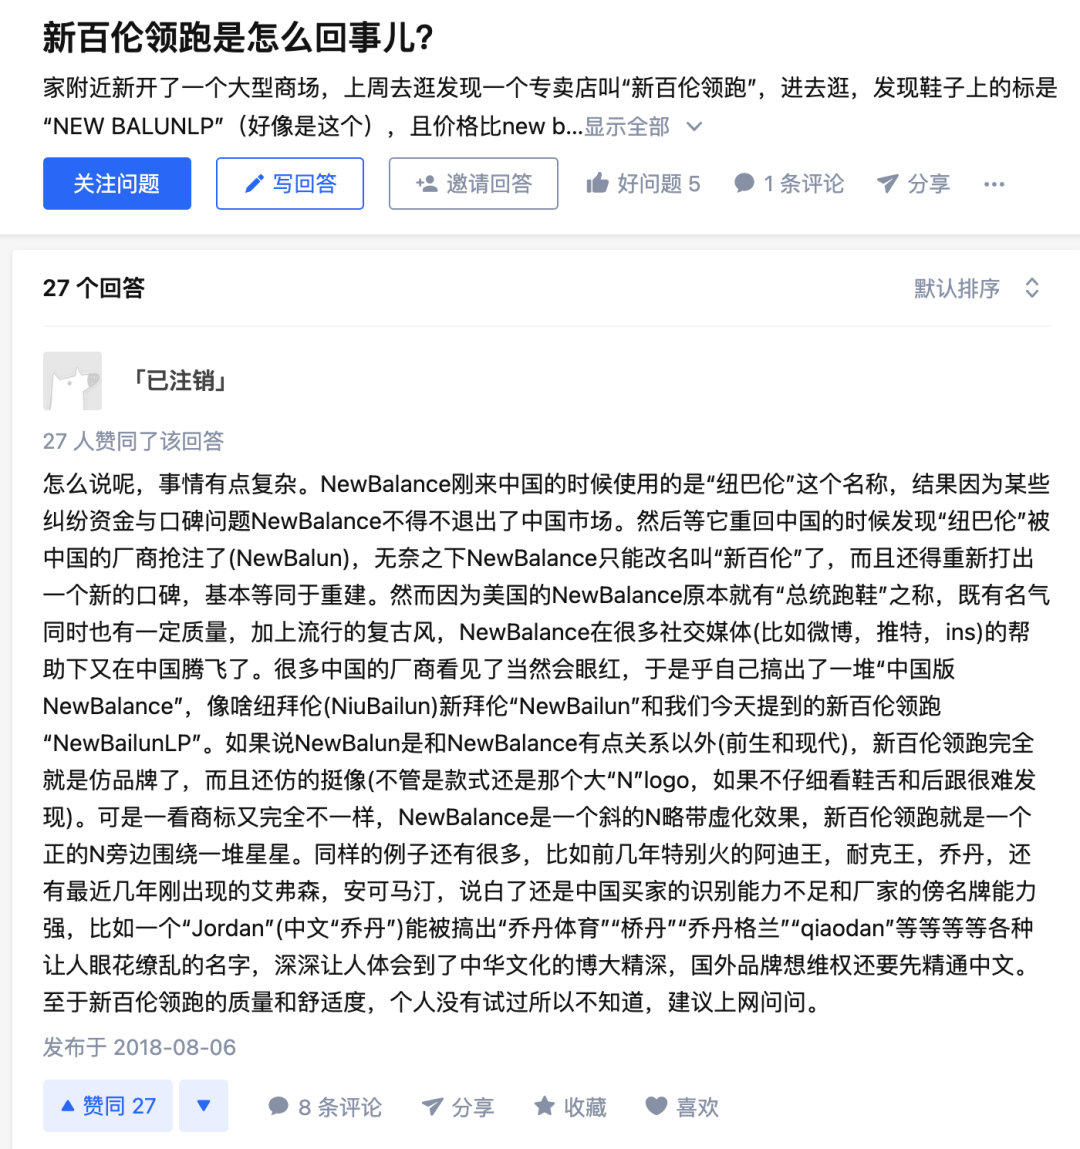 新百伦领跑是怎么回事儿？
家附近新开了一个大型商场，上周去逛发现一个专卖店叫“新百伦领跑”，进去逛，发现鞋子上的标是
“NEW BALUNLP”（好像是这个），且价格比new b...显示全部
关注问题 写回答 邀请回答 好问题 5 1 条评论 分享 ...
27 个回答 默认排序
「已注销」
27 人赞同了该回答
怎么说呢，事情有点复杂。NewBalance刚来中国的时候使用的是“纽巴伦”这个名称，结果因为某些
纠纷资金与口碑问题NewBalance不得不退出了中国市场。然后等它重回中国的时候发现“纽巴伦”被
中国的厂商抢注了(NewBalun)，无奈之下NewBalance只能改名叫“新百伦”了，而且还得重新打出
一个新的口碑，基本等同于重建。然而因为美国的NewBalance原本就有“总统跑鞋”之称，既有名气
同时也有一定质量，加上流行的复古风，NewBalance在很多社交媒体(比如微博，推特，ins)的帮
助下又在中国腾飞了。很多中国的厂商看见了当然会眼红，于是乎自己搞出了一堆“中国版
NewBalance”，像啥纽拜伦(NiuBailun)新拜伦“NewBailun”和我们今天提到的新百伦领跑
“NewBailunLP”。如果说NewBalun是和NewBalance有点关系以外(前生和现代)，新百伦领跑完全
就是仿品牌了，而且还仿的挺像(不管是款式还是那个大“N”logo，如果不仔细看鞋舌和后跟很难发
现)。可是一看商标又完全不一样，NewBalance是一个斜的N略带虚化效果，新百伦领跑就是一个
正的N旁边围绕一堆星星。同样的例子还有很多，比如前几年特别火的阿迪王，耐克王，乔丹，还
有最近几年刚出现的艾弗森，安可马汀，说白了还是中国买家的识别能力不足和厂家的傍名牌能力
强，比如一个“Jordan”(中文“乔丹”)能被搞出“乔丹体育”“桥丹”“乔丹格兰”“qiaodan”等等等等各种
让人眼花缭乱的名字，深深让人体会到了中华文化的博大精深，国外品牌想维权还要先精通中文。
至于新百伦领跑的质量和舒适度，个人没有试过所以不知道，建议上网问问。
发布于 2018-08-06
赞同 27 8 条评论 分享 收藏 喜欢